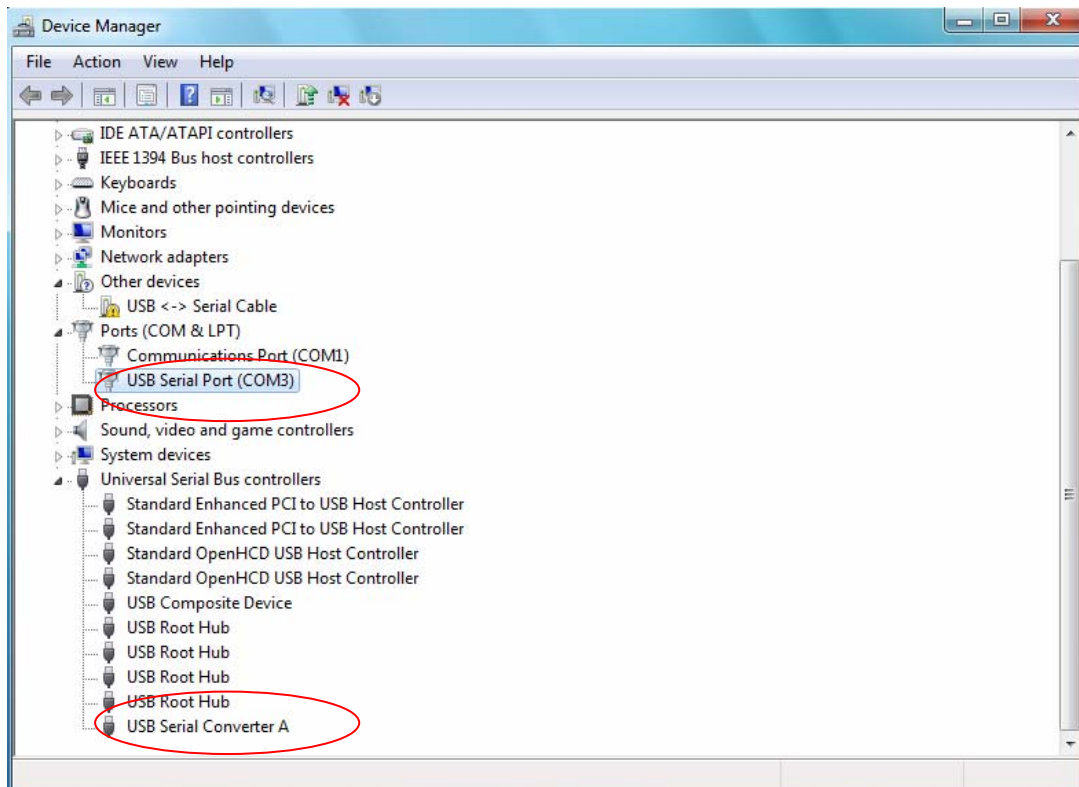 Device Manager
File Action View Help
IDE ATA/ATAPI controllers
IEEE 1394 Bus host controllers
Keyboards
Mice and other pointing devices
Monitors
Network adapters
Other devices
USB <-> Serial Cable
Ports (COM & LPT)
Communications Port (COM1)
USB Serial Port (COM3)
Processors
Sound, video and game controllers
System devices
Universal Serial Bus controllers
Standard Enhanced PCI to USB Host Controller
Standard Enhanced PCI to USB Host Controller
Standard OpenHCD USB Host Controller
Standard OpenHCD USB Host Controller
USB Composite Device
USB Root Hub
USB Root Hub
USB Root Hub
USB Root Hub
USB Serial Converter A